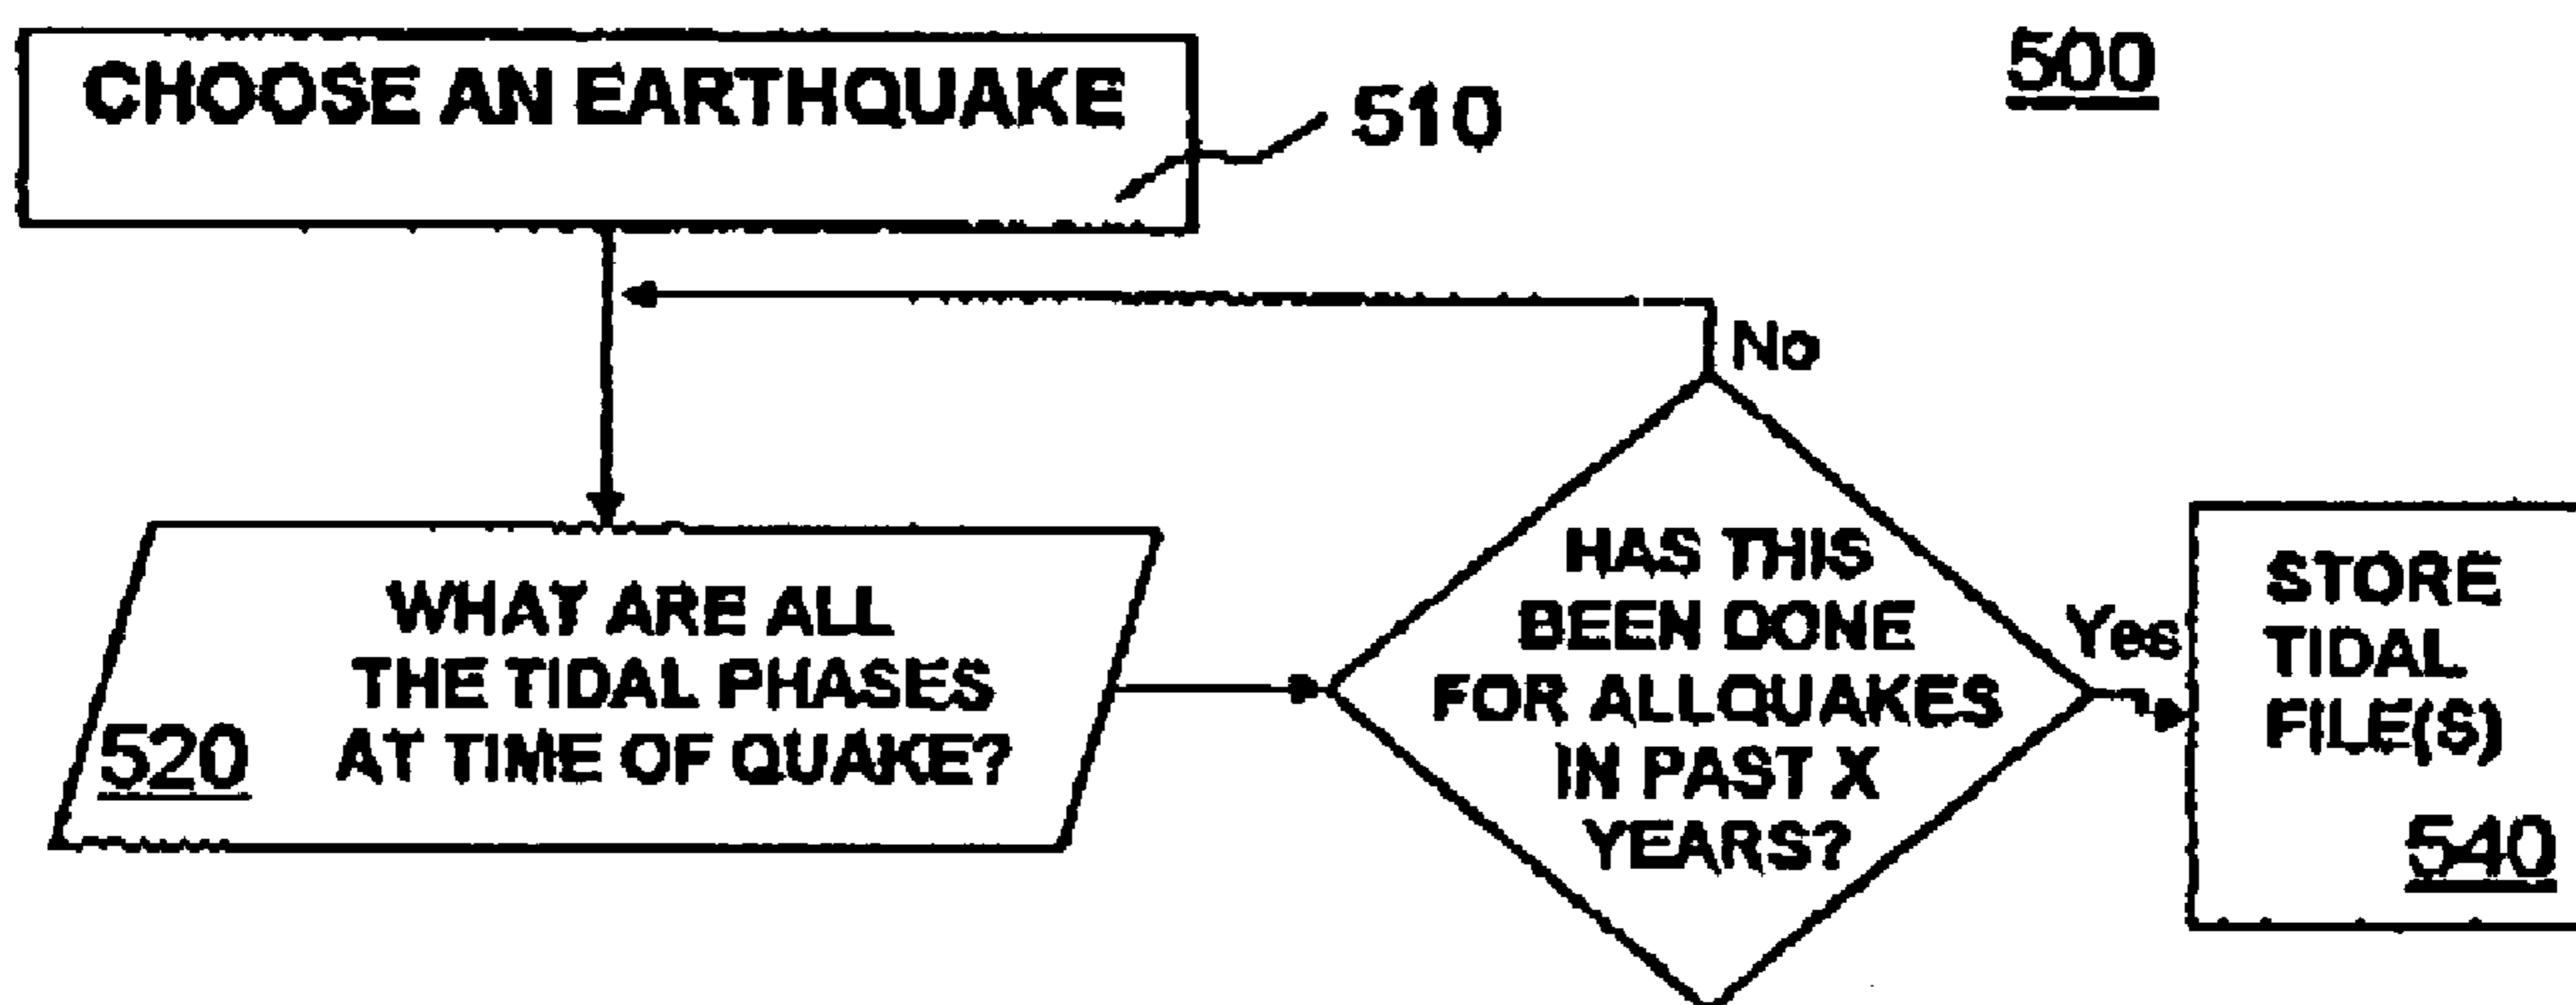 CHOOSE AN EARTHQUAKE
510
500
No
WHAT ARE ALL
THE TIDAL PHASES
AT TIME OF QUAKE?
520
HAS THIS
BEEN DONE
FOR ALLQUAKES
IN PAST X
YEARS?
Yes
STORE
TIDAL
FILE(S)
540